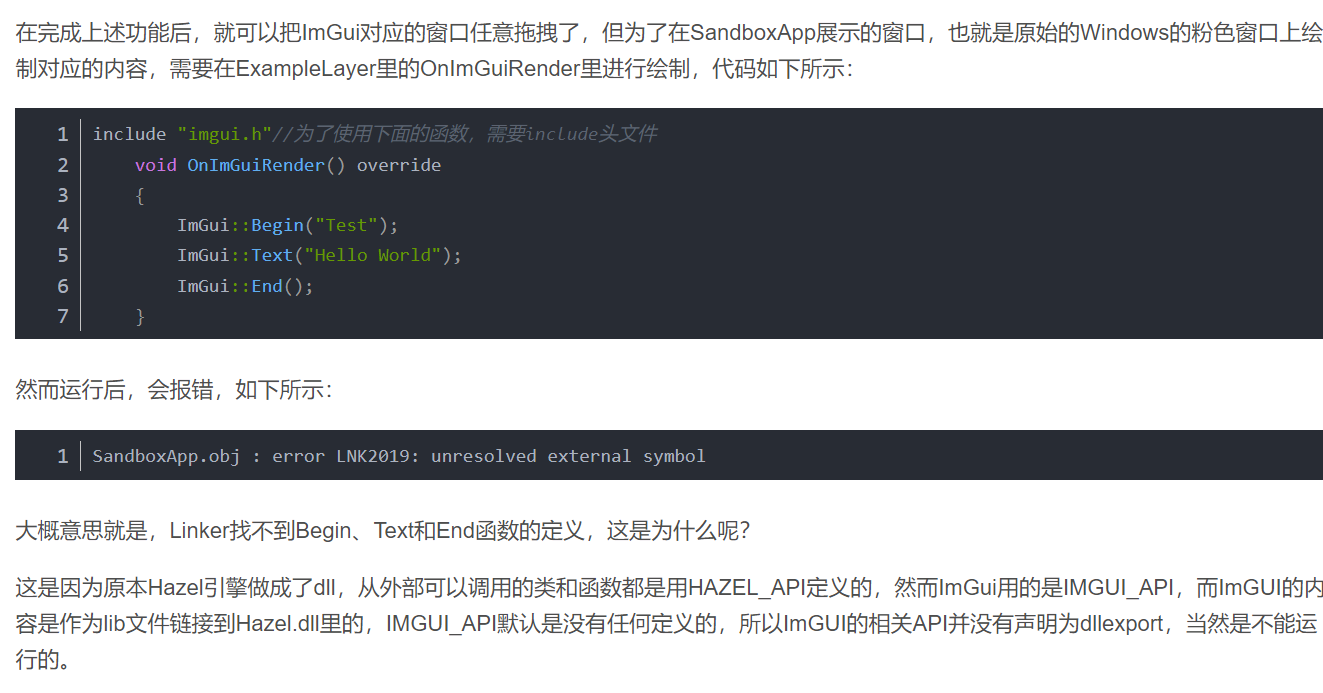 在完成上述功能后，就可以把ImGui对应的窗口任意拖拽了，但为了在SandboxApp展示的窗口，也就是原始的Windows的粉色窗口上绘
制对应的内容，需要在ExampleLayer里的OnImGuiRender里进行绘制，代码如下所示：
1 include "imgui.h"//为了使用下面的函数，需要include头文件
2     void OnImGuiRender() override
3     {
4         ImGui::Begin("Test");
5         ImGui::Text("Hello World");
6         ImGui::End();
7     }
然而运行后，会报错，如下所示：
1 SandboxApp.obj : error LNK2019: unresolved external symbol
大概意思就是，Linker找不到Begin、Text和End函数的定义，这是为什么呢？
这是因为原本Hazel引擎做成了dll，从外部可以调用的类和函数都是用HAZEL_API定义的，然而ImGui用的是IMGUI_API，而ImGUI的内
容是作为lib文件链接到Hazel.dll里的，IMGUI_API默认是没有任何定义的，所以ImGUI的相关API并没有声明为dllexport，当然是不能运
行的。